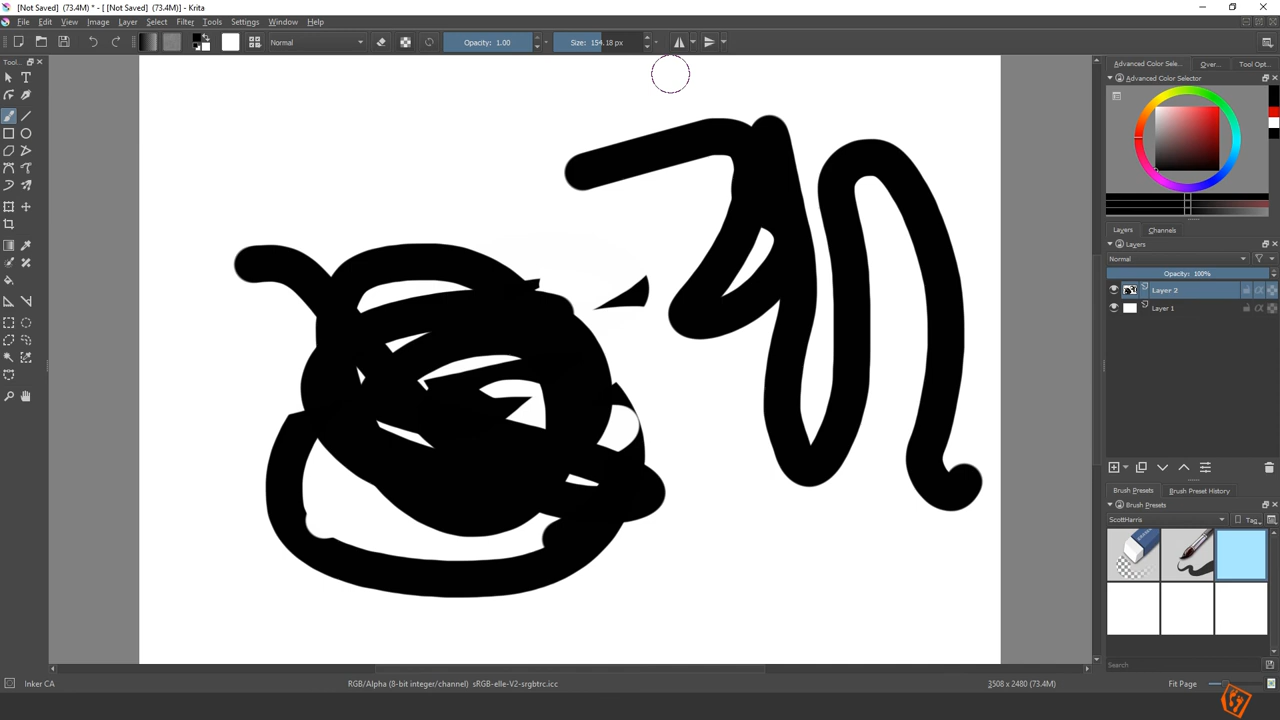 [Not Saved]  (73.4M) * - [ [Not Saved]  (73.4M)] - Krita
File Edit View Image Layer Select Filter Tools Settings Window Help
Normal Opacity: 1.00 Size: 154.18 px
Tool... Advanced Color Sele... Over... Tool Opt...
Advanced Color Selector
Layers Channels
Layers
Normal
Opacity: 100%
Layer 2
Layer 1
Brush Presets Brush Preset History
Brush Presets
ScottHarris Tag
Search
Inker CA RGB/Alpha (8-bit integer/channel)  sRGB-elle-V2-srgbtrc.icc 3508 x 2480 (73.4M) Fit Page